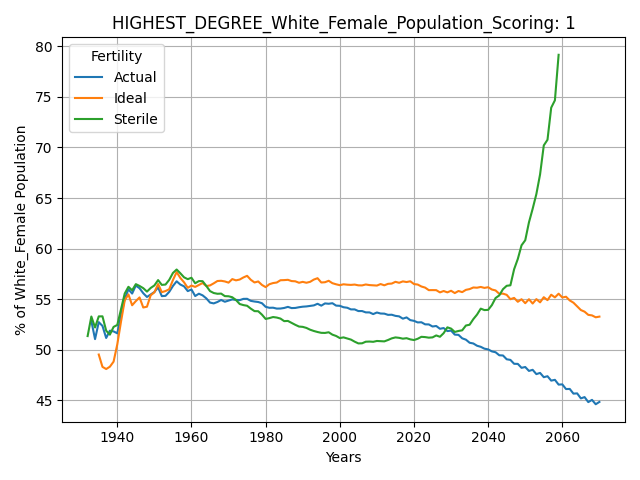 HIGHEST_DEGREE_White_Female_Population_Scoring: 1
% of White_Female Population
80
75
70
65
60
55
50
45
Fertility
Actual
Ideal
Sterile
1940 1960 1980 2000 2020 2040 2060
Years